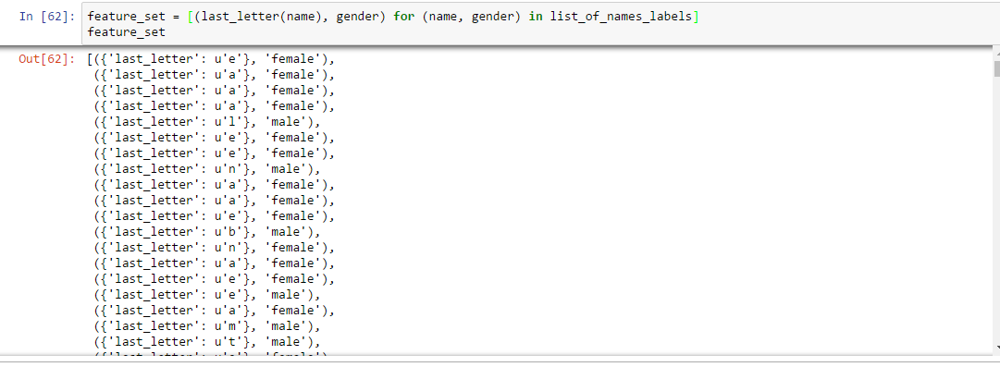 In [62]: feature_set = [(last_letter(name), gender) for (name, gender) in list_of_names_labels]
feature_set
Out[62]: [({'last_letter': u'e'}, 'female'),
({'last_letter': u'a'}, 'female'),
({'last_letter': u'a'}, 'female'),
({'last_letter': u'a'}, 'female'),
({'last_letter': u'l'}, 'male'),
({'last_letter': u'e'}, 'female'),
({'last_letter': u'e'}, 'female'),
({'last_letter': u'n'}, 'male'),
({'last_letter': u'a'}, 'female'),
({'last_letter': u'a'}, 'female'),
({'last_letter': u'e'}, 'female'),
({'last_letter': u'b'}, 'male'),
({'last_letter': u'n'}, 'female'),
({'last_letter': u'a'}, 'female'),
({'last_letter': u'e'}, 'female'),
({'last_letter': u'e'}, 'male'),
({'last_letter': u'a'}, 'female'),
({'last_letter': u'm'}, 'male'),
({'last_letter': u't'}, 'male'),